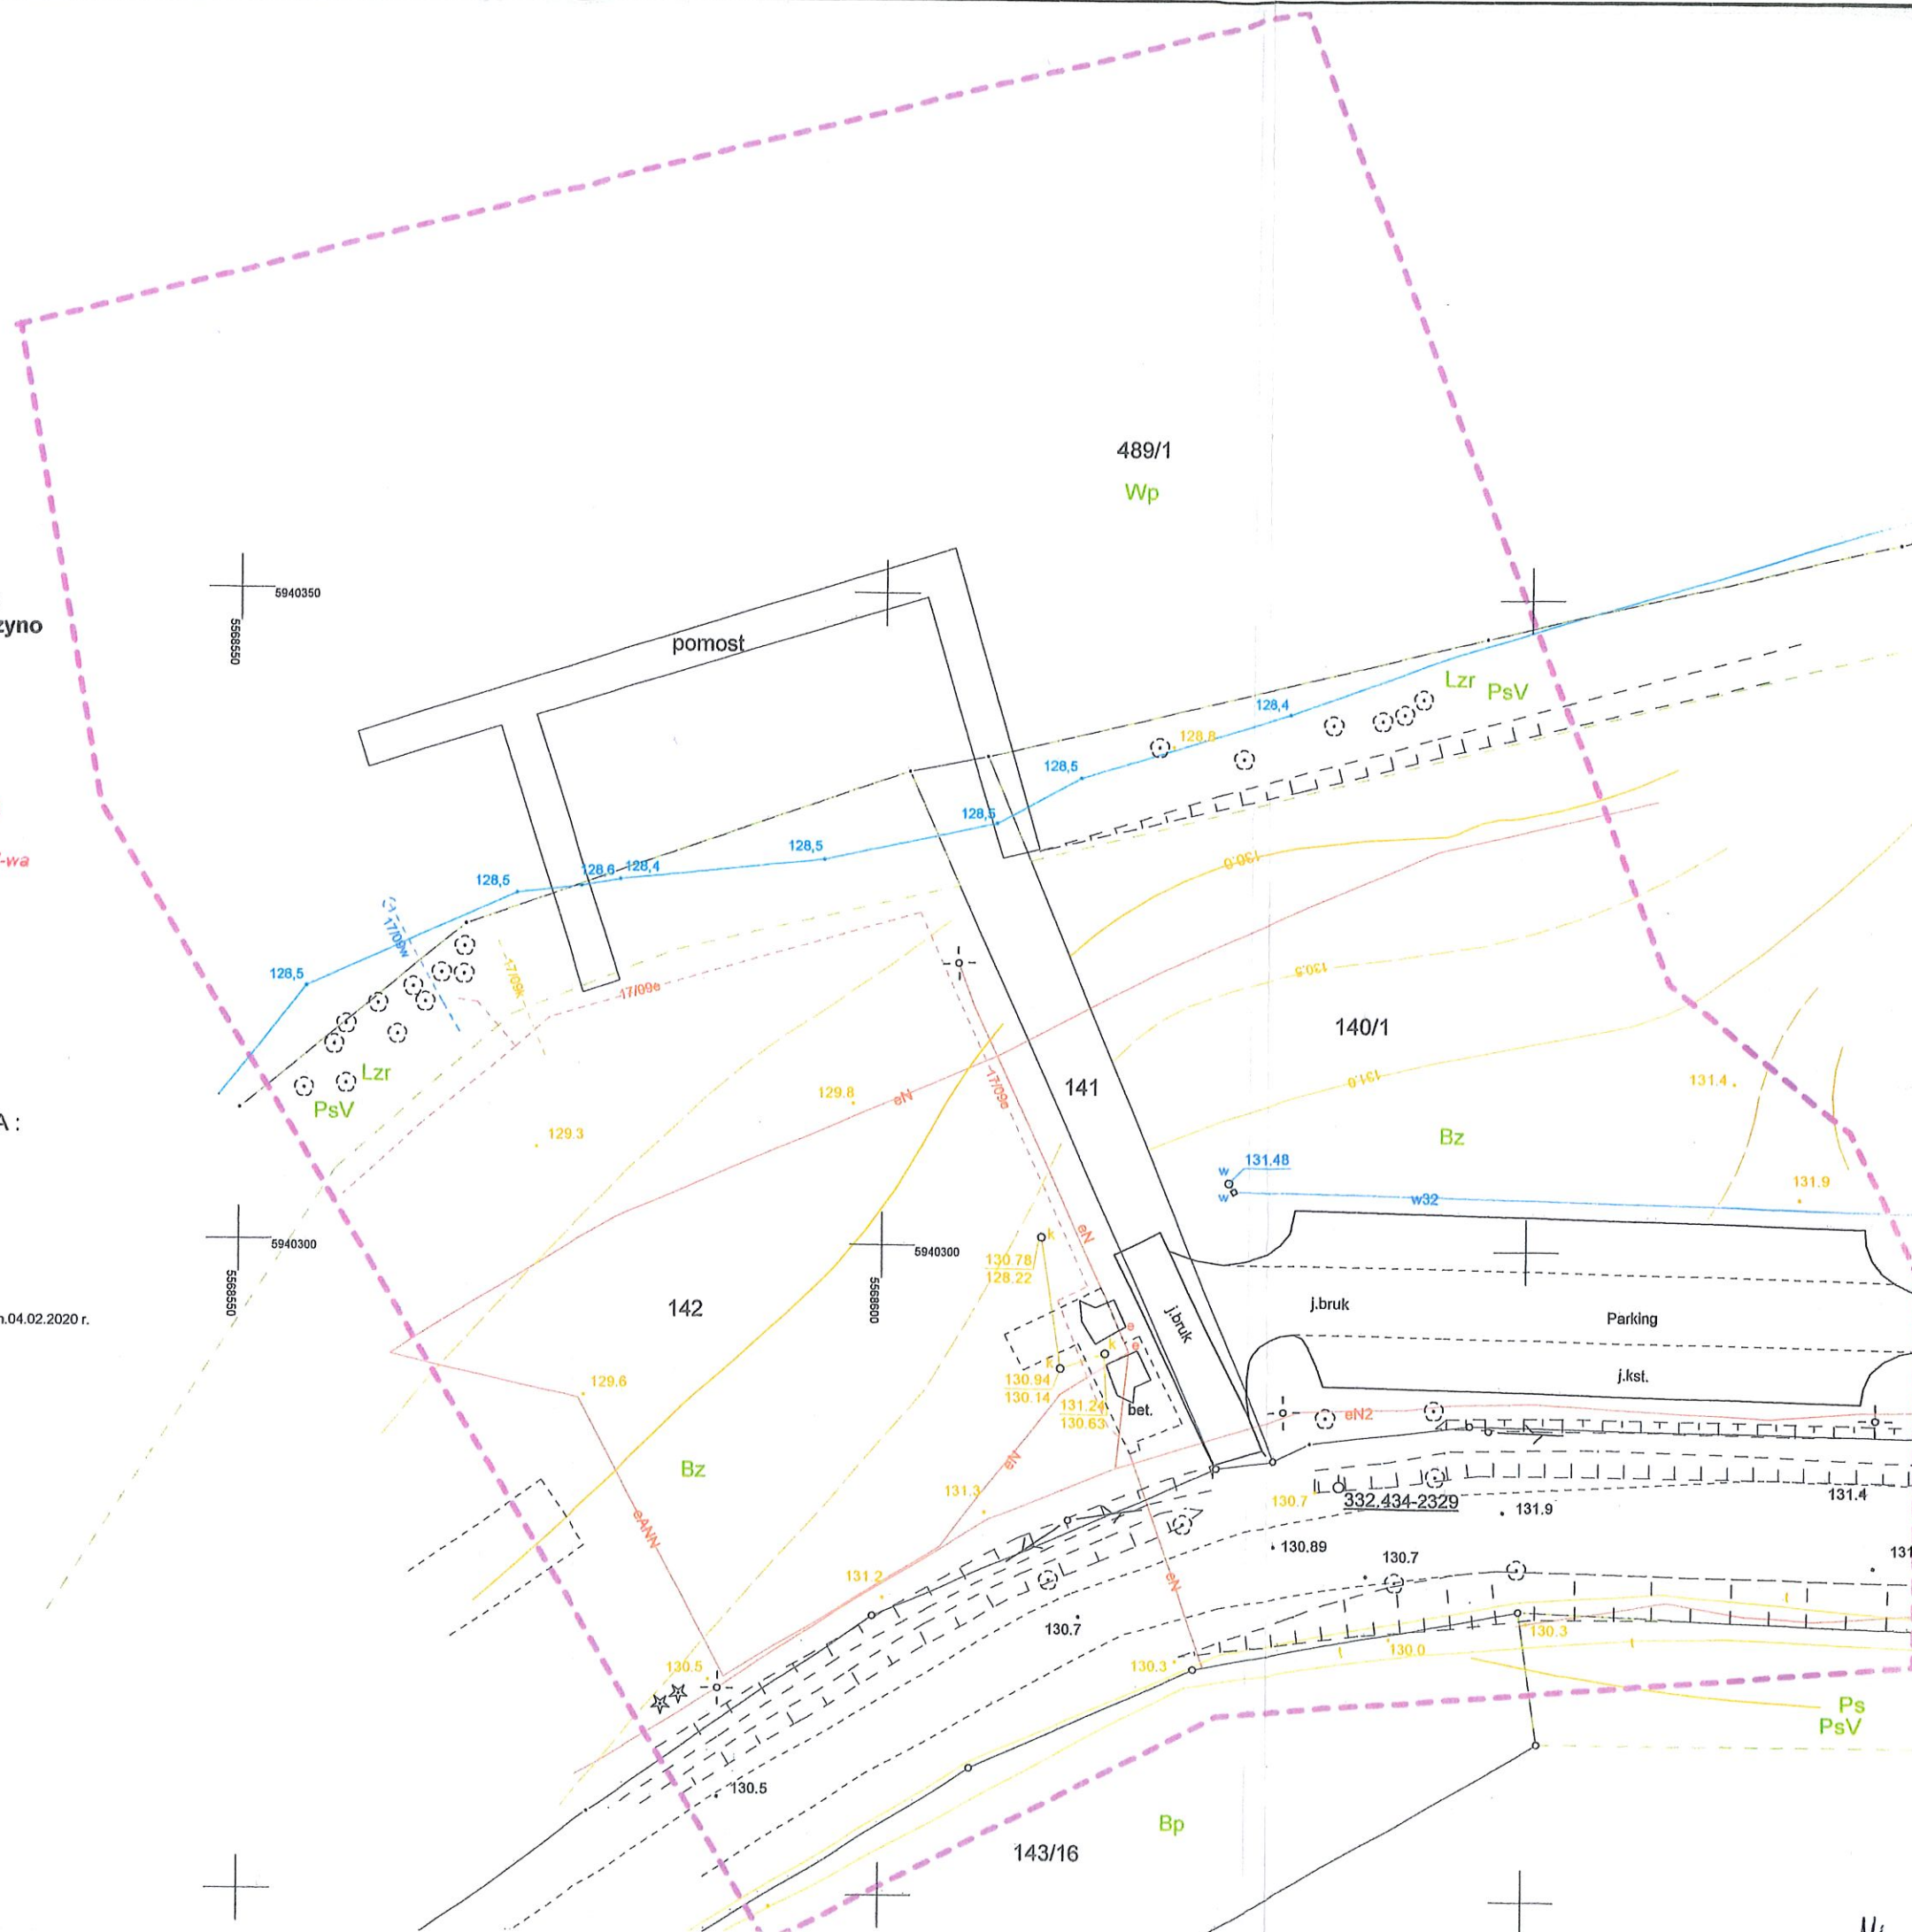 489/1
Wp
5940350
5568550
zyno
pomost
Lzr
PsV
128,4
128.8
128,5
128,5
128,5
128.6
128,4
128,5
128,5
130.0
-wa
17/09w
17/09k
17/09e
130.5
140/1
Lzr
PsV
A :
129.8
eN
129.3
17/09e
141
131.0
131.4
Bz
w
131.48
w
w32
131.9
5940300
5568550
5940300
5568600
eN
k
130.78
128.22
n.04.02.2020 r.
142
j.bruk
j.bruk
Parking
j.kst.
e
e
k
k
130.94
130.14
131.24
130.63
bet.
129.6
eN2
Bz
eN
131.3
eANN
130.7
332.434-2329
131.9
131.4
130.89
130.7
131
131.2
eN
130.7
t
130.3
130.3
t
130.0
t
130.5
Ps
PsV
130.5
Bp
143/16